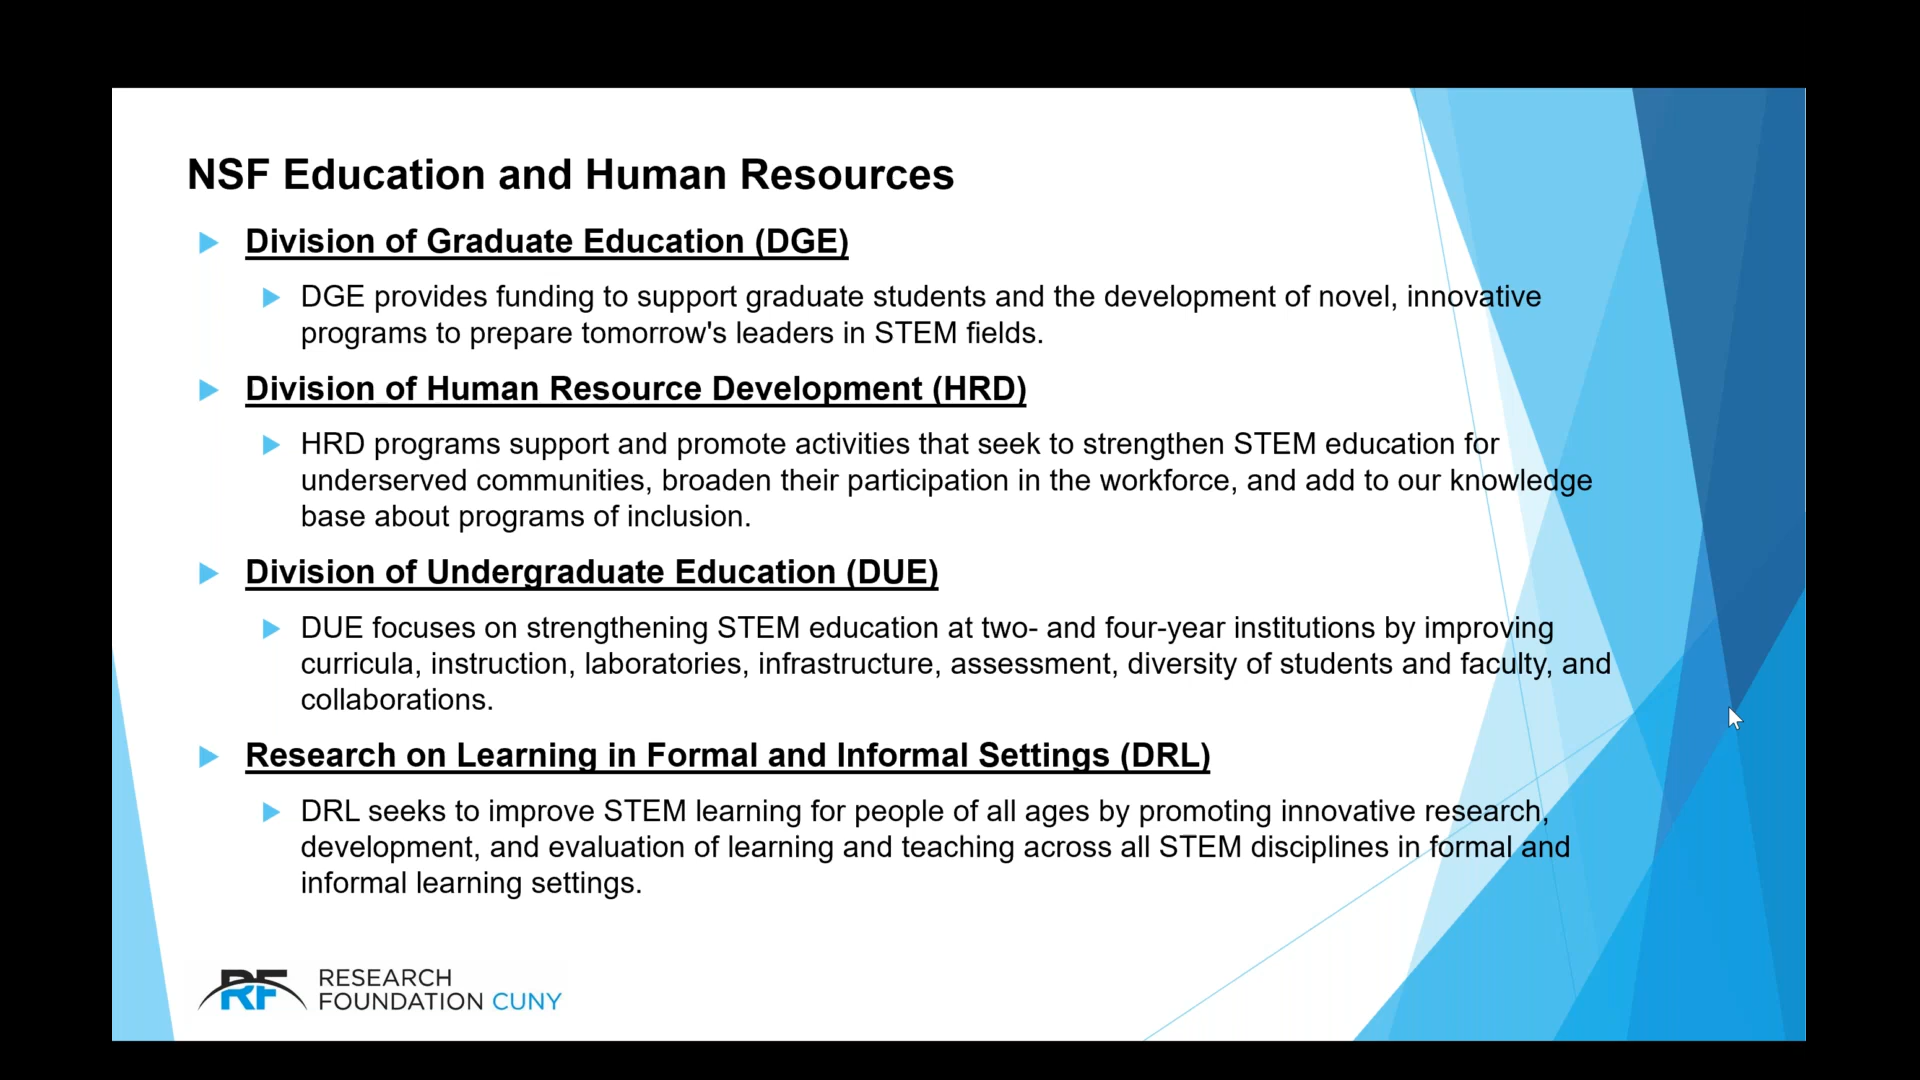 NSF Education and Human Resources
Division of Graduate Education (DGE)
DGE provides funding to support graduate students and the development of novel, innovative
programs to prepare tomorrow's leaders in STEM fields.
Division of Human Resource Development (HRD)
HRD programs support and promote activities that seek to strengthen STEM education for
underserved communities, broaden their participation in the workforce, and add to our knowledge
base about programs of inclusion.
Division of Undergraduate Education (DUE)
DUE focuses on strengthening STEM education at two- and four-year institutions by improving
curricula, instruction, laboratories, infrastructure, assessment, diversity of students and faculty, and
collaborations.
Research on Learning in Formal and Informal Settings (DRL)
DRL seeks to improve STEM learning for people of all ages by promoting innovative research,
development, and evaluation of learning and teaching across all STEM disciplines in formal and
informal learning settings.
RF
RESEARCH
FOUNDATION CUNY